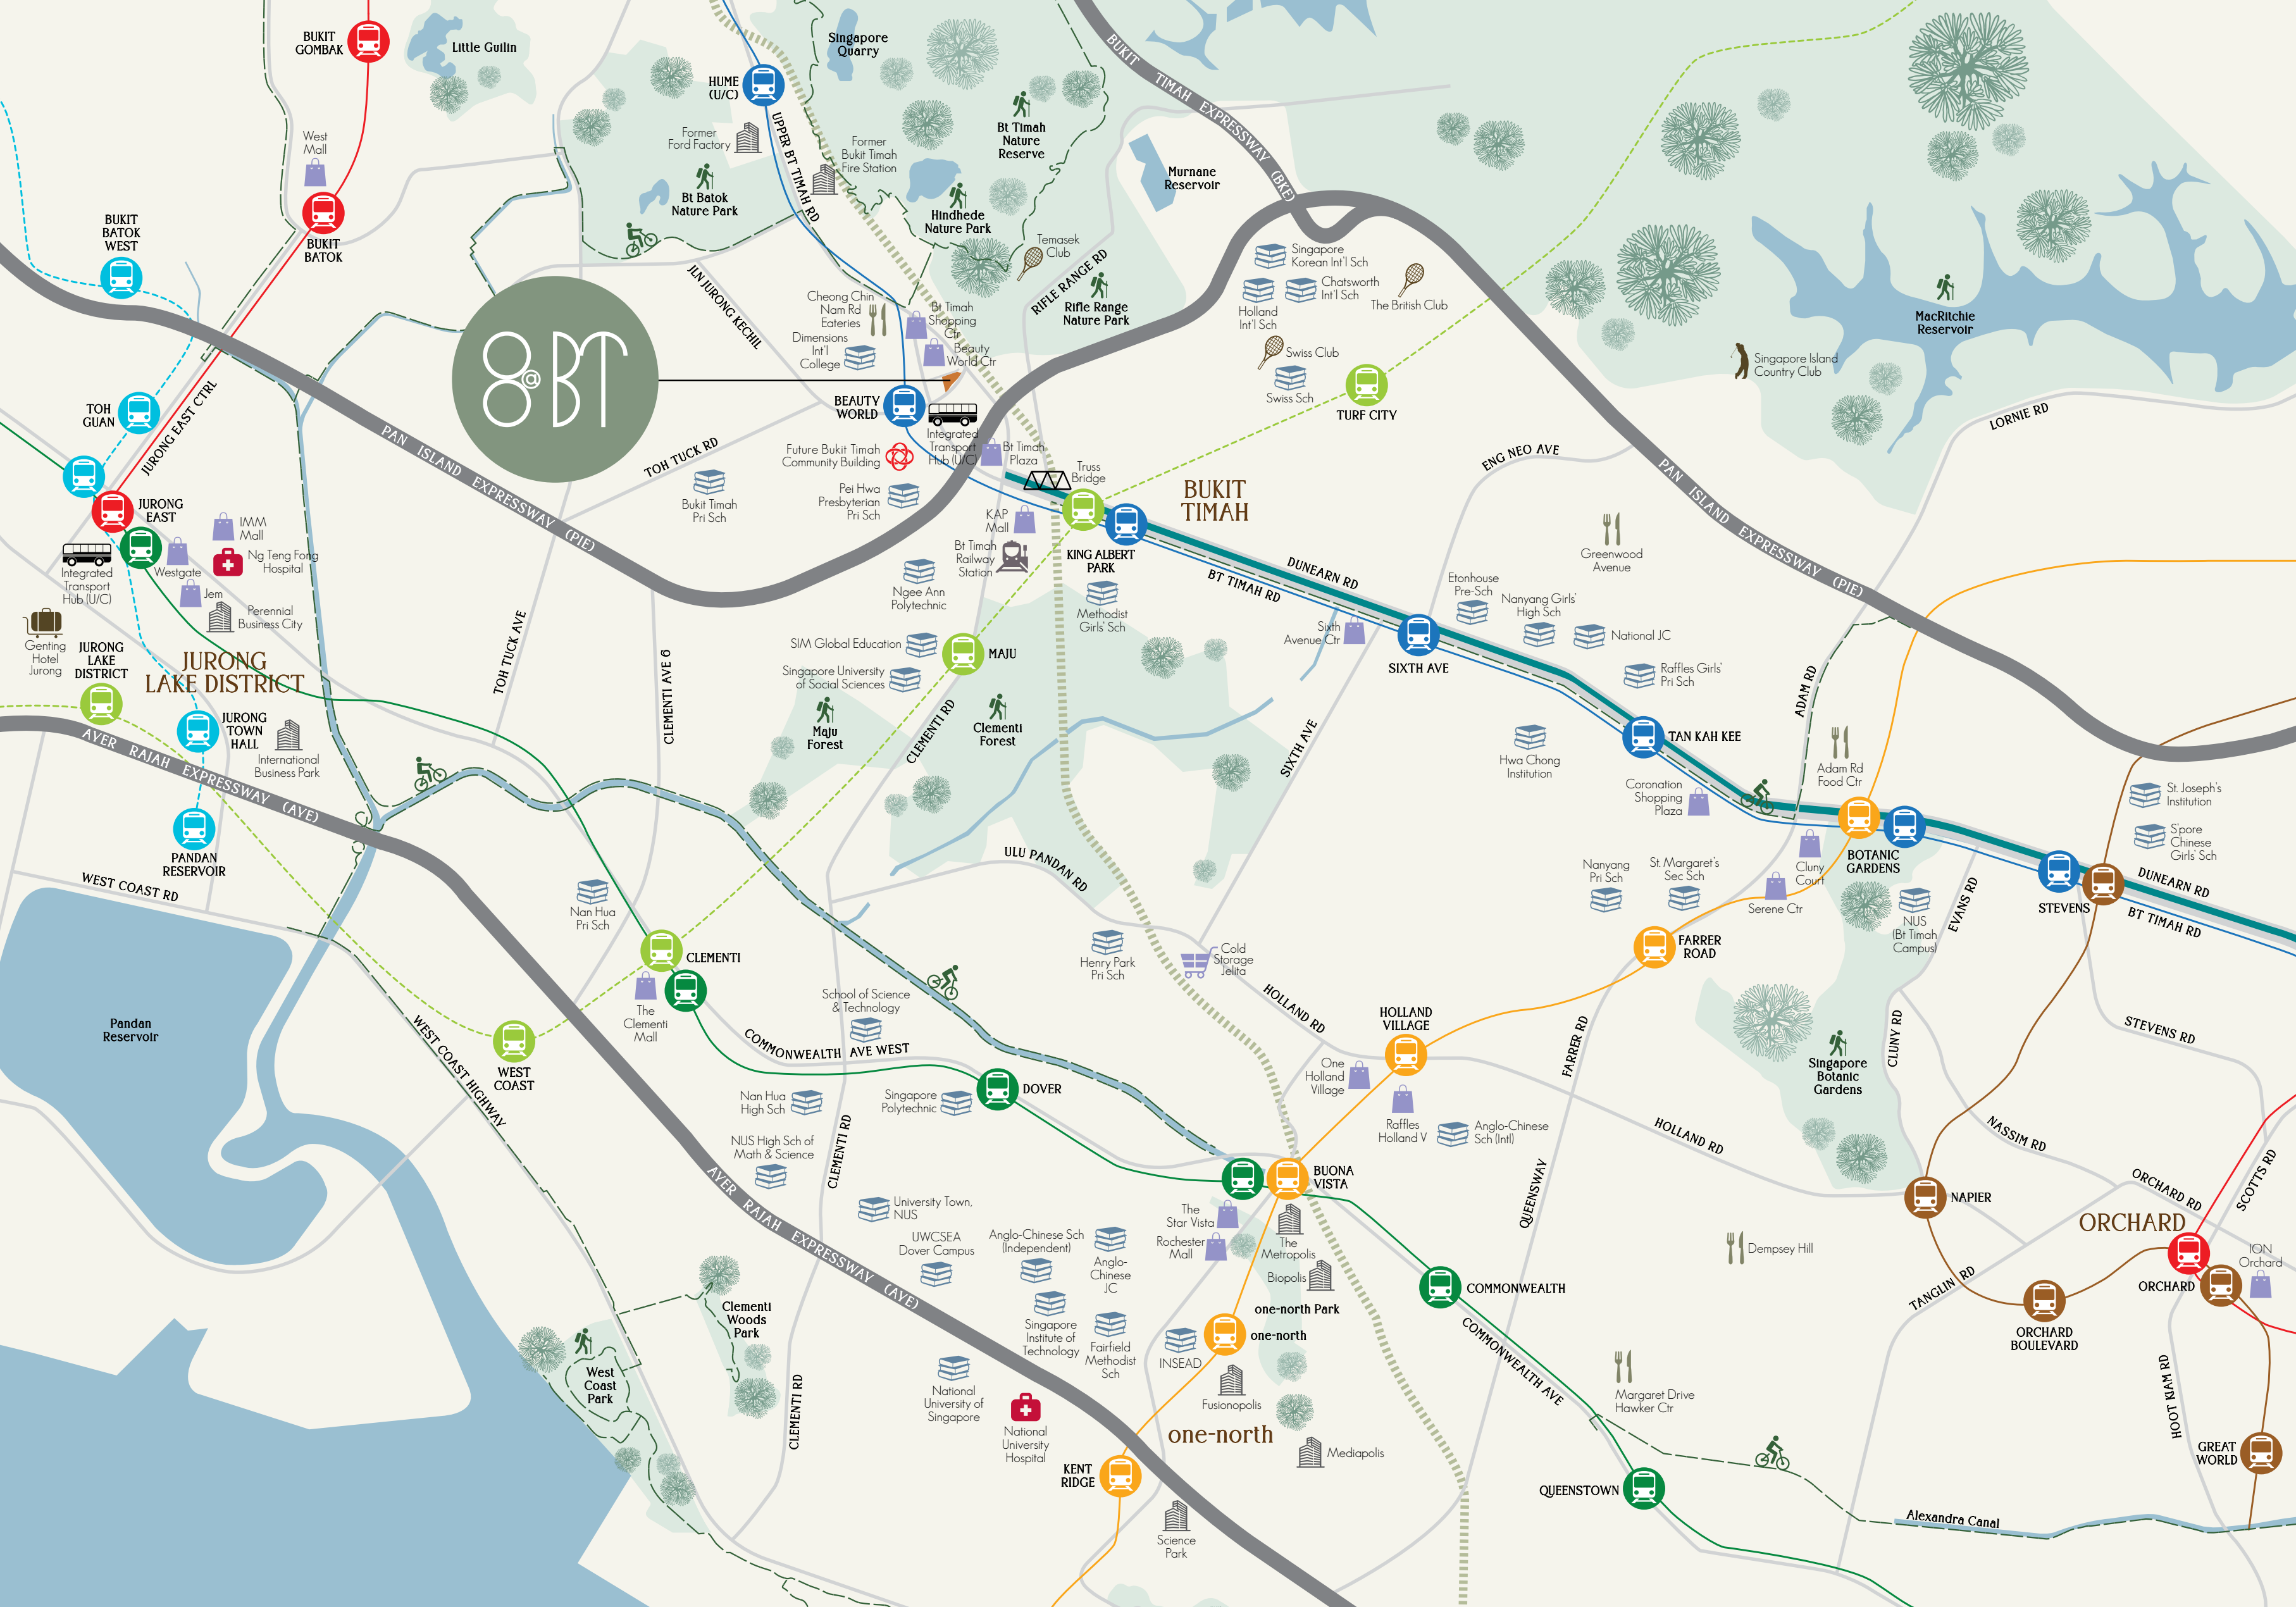 BUKIT
GOMBAK
Little Guilin
West
Mall
BUKIT
BATOK
BUKIT
BATOK
WEST
HUME
(U/C)
Singapore
Quarry
Former
Ford Factory
Bt Batok
Nature Park
UPPER BT TIMAH RD
Former
Bukit Timah
Fire Station
Bt Timah
Nature
Reserve
Hindhede
Nature Park
Temasek
Club
RIFLE RANGE RD
Rifle Range
Nature Park
Murnane
Reservoir
BUKIT TIMAH EXPRESSWAY (BKE)
Singapore
Korean Int'l Sch
Chatsworth
Int'l Sch
Holland
Int'l Sch
The British Club
Swiss Club
Swiss Sch
TURF CITY
MacRitchie
Reservoir
Singapore Island
Country Club
LORNIE RD
JLN JURONG KECHIL
Cheong Chin
Nam Rd
Eateries
Dimensions
Int'l
College
Bt Timah
Shopping
Ctr
Beauty
World Ctr
8@BT
BEAUTY
WORLD
Integrated
Transport
Hub (U/C)
Bt Timah
Plaza
Future Bukit Timah
Community Building
Pei Hwa
Presbyterian
Pri Sch
TOH TUCK RD
Bukit Timah
Pri Sch
PAN ISLAND EXPRESSWAY (PIE)
TOH
GUAN
JURONG EAST CTRL
JURONG
EAST
IMM
Mall
Ng Teng Fong
Hospital
Westgate
Jem
Integrated
Transport
Hub (U/C)
Perennial
Business City
Genting
Hotel
Jurong
JURONG
LAKE
DISTRICT
JURONG
LAKE DISTRICT
JURONG
TOWN
HALL
International
Business Park
AYER RAJAH EXPRESSWAY (AYE)
PANDAN
RESERVOIR
WEST COAST RD
Pandan
Reservoir
TOH TUCK AVE
CLEMENTI AVE 6
Truss
Bridge
KAP
Mall
KING ALBERT
PARK
BUKIT
TIMAH
Bt Timah
Railway
Station
Ngee Ann
Polytechnic
Methodist
Girls' Sch
SIM Global Education
Singapore University
of Social Sciences
MAJU
Maju
Forest
Clementi
Forest
CLEMENTI RD
DUNEARN RD
BT TIMAH RD
ENG NEO AVE
PAN ISLAND EXPRESSWAY (PIE)
Greenwood
Avenue
Etonhouse
Pre-Sch
Nanyang Girls'
High Sch
National JC
Raffles Girls'
Pri Sch
Sixth
Avenue Ctr
SIXTH AVE
SIXTH AVE
TAN KAH KEE
Hwa Chong
Institution
Coronation
Shopping
Plaza
ADAM RD
Adam Rd
Food Ctr
BOTANIC
GARDENS
Cluny
Court
Serene Ctr
Nanyang
Pri Sch
St. Margaret's
Sec Sch
FARRER
ROAD
NUS
(Bt Timah
Campus)
EVANS RD
STEVENS
St. Joseph's
Institution
S'pore
Chinese
Girls' Sch
DUNEARN RD
BT TIMAH RD
STEVENS RD
CLUNY RD
Singapore
Botanic
Gardens
NASSIM RD
ULU PANDAN RD
Henry Park
Pri Sch
Cold
Storage
Jelita
HOLLAND RD
HOLLAND
VILLAGE
One
Holland
Village
Raffles
Holland V
Anglo-Chinese
Sch (Intl)
FARRER RD
HOLLAND RD
QUEENSWAY
Nan Hua
Pri Sch
CLEMENTI
The
Clementi
Mall
WEST
COAST
WEST COAST HIGHWAY
School of Science
& Technology
COMMONWEALTH AVE WEST
DOVER
Nan Hua
High Sch
Singapore
Polytechnic
NUS High Sch of
Math & Science
CLEMENTI RD
AYER RAJAH EXPRESSWAY (AYE)
University Town,
NUS
UWCSEA
Dover Campus
Anglo-Chinese Sch
(Independent)
Anglo-
Chinese
JC
Singapore
Institute of
Technology
Fairfield
Methodist
Sch
BUONA
VISTA
The
Star Vista
Rochester
Mall
The
Metropolis
Biopolis
one-north Park
one-north
INSEAD
Fusionopolis
one-north
Mediapolis
KENT
RIDGE
Science
Park
National
University of
Singapore
National
University
Hospital
CLEMENTI RD
Clementi
Woods
Park
West
Coast
Park
COMMONWEALTH
COMMONWEALTH AVE
QUEENSTOWN
Margaret Drive
Hawker Ctr
Dempsey Hill
Alexandra Canal
NAPIER
ORCHARD RD
SCOTTS RD
ORCHARD
ION
Orchard
ORCHARD
TANGLIN RD
ORCHARD
BOULEVARD
HOOT KIAM RD
GREAT
WORLD